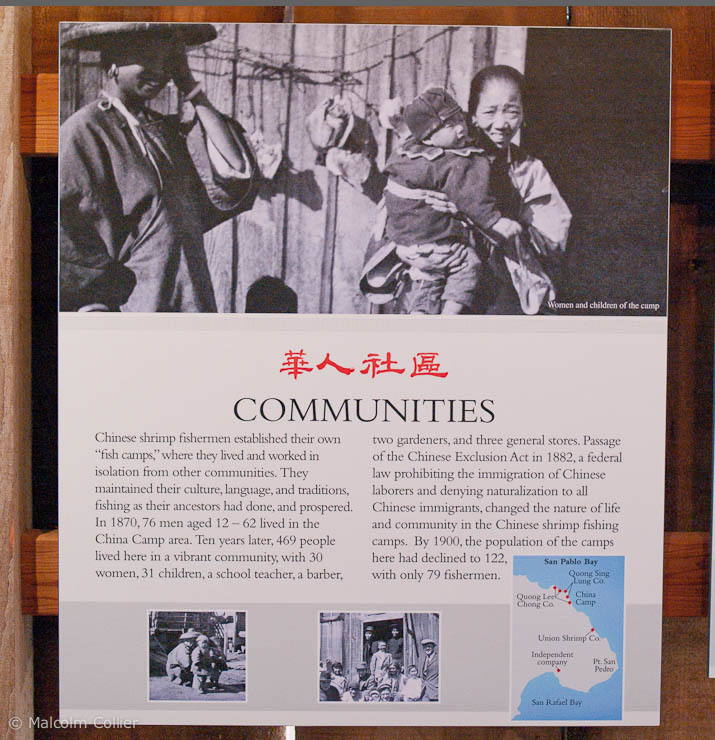 Women and children of the camp
華人社區
COMMUNITIES
Chinese shrimp fishermen established their own
“fish camps,” where they lived and worked in
isolation from other communities. They
maintained their culture, language, and traditions,
fishing as their ancestors had done, and prospered.
In 1870, 76 men aged 12 – 62 lived in the
China Camp area. Ten years later, 469 people
lived here in a vibrant community, with 30
women, 31 children, a school teacher, a barber,
two gardeners, and three general stores. Passage
of the Chinese Exclusion Act in 1882, a federal
law prohibiting the immigration of Chinese
laborers and denying naturalization to all
Chinese immigrants, changed the nature of life
and community in the Chinese shrimp fishing
camps. By 1900, the population of the camps
here had declined to 122,
with only 79 fishermen.
San Pablo Bay
Quong Sing
Lung Co.
Quong Lee
Chong Co.
China
Camp
Union Shrimp Co.
Independent
company
Pt. San
Pedro
San Rafael Bay
© Malcolm Collier